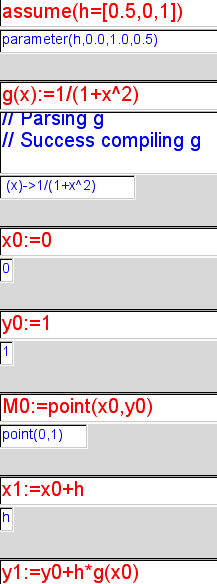 assume(h=[0.5,0,1])
parameter(h,0.0,1.0,0.5)
g(x):=1/(1+x^2)
// Parsing g
// Success compiling g
(x)->1/(1+x^2)
x0:=0
0
y0:=1
1
M0:=point(x0,y0)
point(0,1)
x1:=x0+h
h
y1:=y0+h*g(x0)